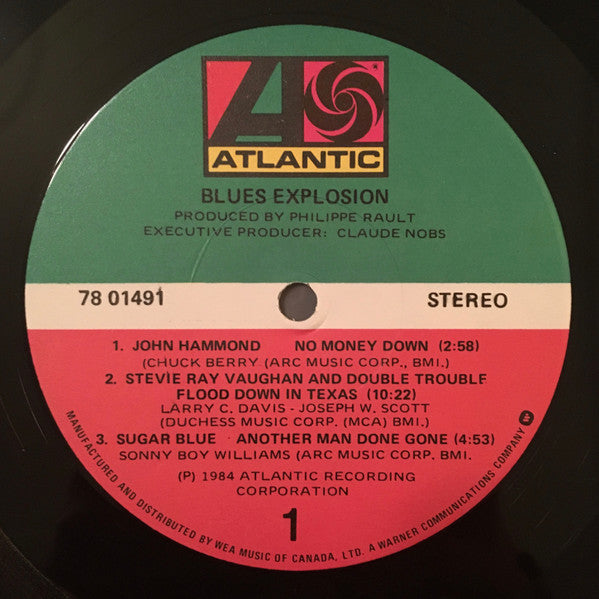 ATLANTIC
BLUES EXPLOSION
PRODUCED BY PHILIPPE RAULT
EXECUTIVE PRODUCER: CLAUDE NOBS
78 01491 STEREO
1. JOHN HAMMOND NO MONEY DOWN (2:58)
(CHUCK BERRY (ARC MUSIC CORP., BMI.)
2. STEVIE RAY VAUGHAN AND DOUBLE TROUBLE
FLOOD DOWN IN TEXAS (10:22)
LARRY C. DAVIS - JOSEPH W. SCOTT
(DUCHESS MUSIC CORP. (MCA) BMI.)
3. SUGAR BLUE · ANOTHER MAN DONE GONE (4:53)
SONNY BOY WILLIAMS (ARC MUSIC CORP. BMI.
(P) 1984 ATLANTIC RECORDING
CORPORATION
1
MANUFACTURED AND DISTRIBUTED BY WEA MUSIC OF CANADA, LTD. A WARNER COMMUNICATIONS COMPANY